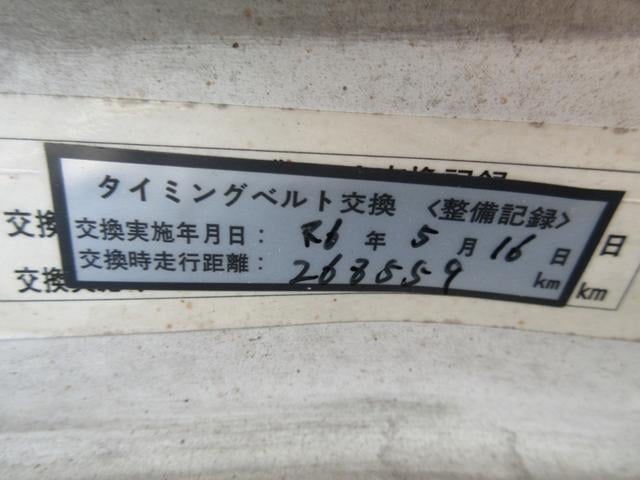 タイミングベルト交換 〈整備記録〉
交換実施年月日： R6 年 5 月 16 日
交換時走行距離： 268559 km
交換 日
交換 km